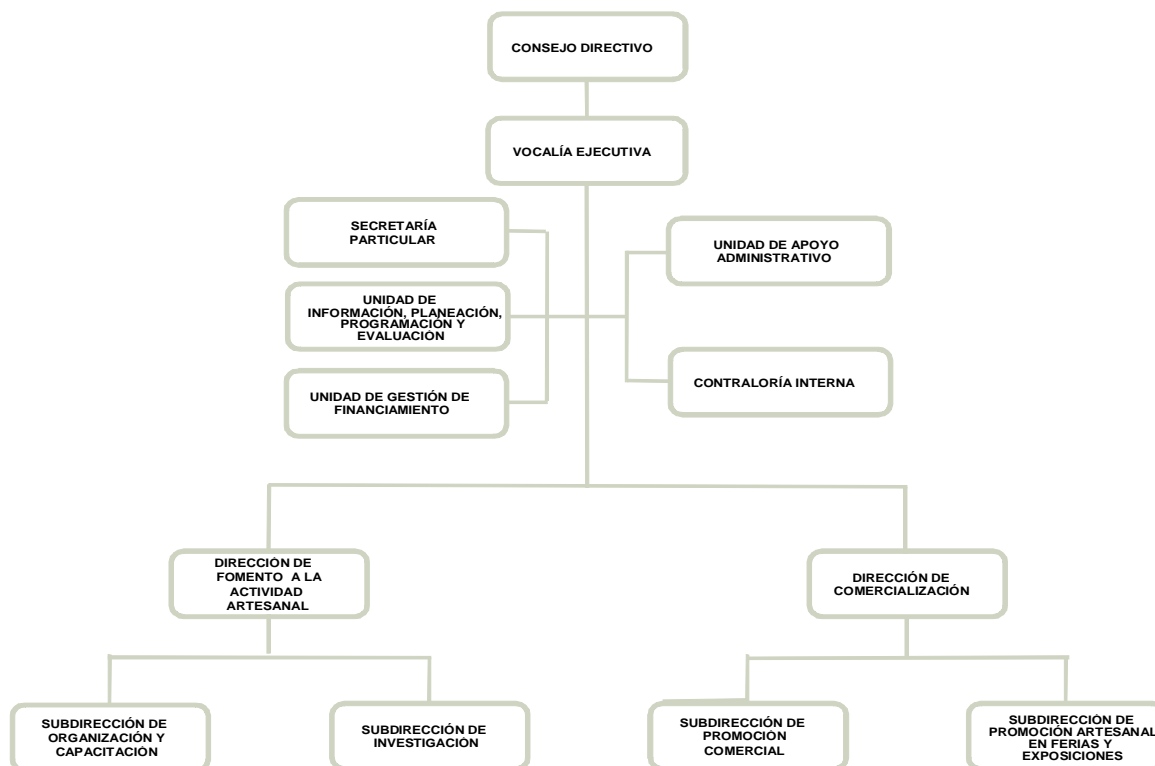 CONSEJO DIRECTIVO
VOCALÍA EJECUTIVA
SECRETARÍA
PARTICULAR
UNIDAD DE APOYO
ADMINISTRATIVO
UNIDAD DE
INFORMACIÓN, PLANEACIÓN,
PROGRAMACIÓN Y
EVALUACIÓN
CONTRALORÍA INTERNA
UNIDAD DE GESTIÓN DE
FINANCIAMIENTO
DIRECCIÓN DE
FOMENTO A LA
ACTIVIDAD
ARTESANAL
DIRECCIÓN DE
COMERCIALIZACIÓN
SUBDIRECCIÓN DE
ORGANIZACIÓN Y
CAPACITACIÓN
SUBDIRECCIÓN DE
INVESTIGACIÓN
SUBDIRECCIÓN DE
PROMOCIÓN
COMERCIAL
SUBDIRECCIÓN DE
PROMOCIÓN ARTESANAL
EN FERIAS Y
EXPOSICIONES